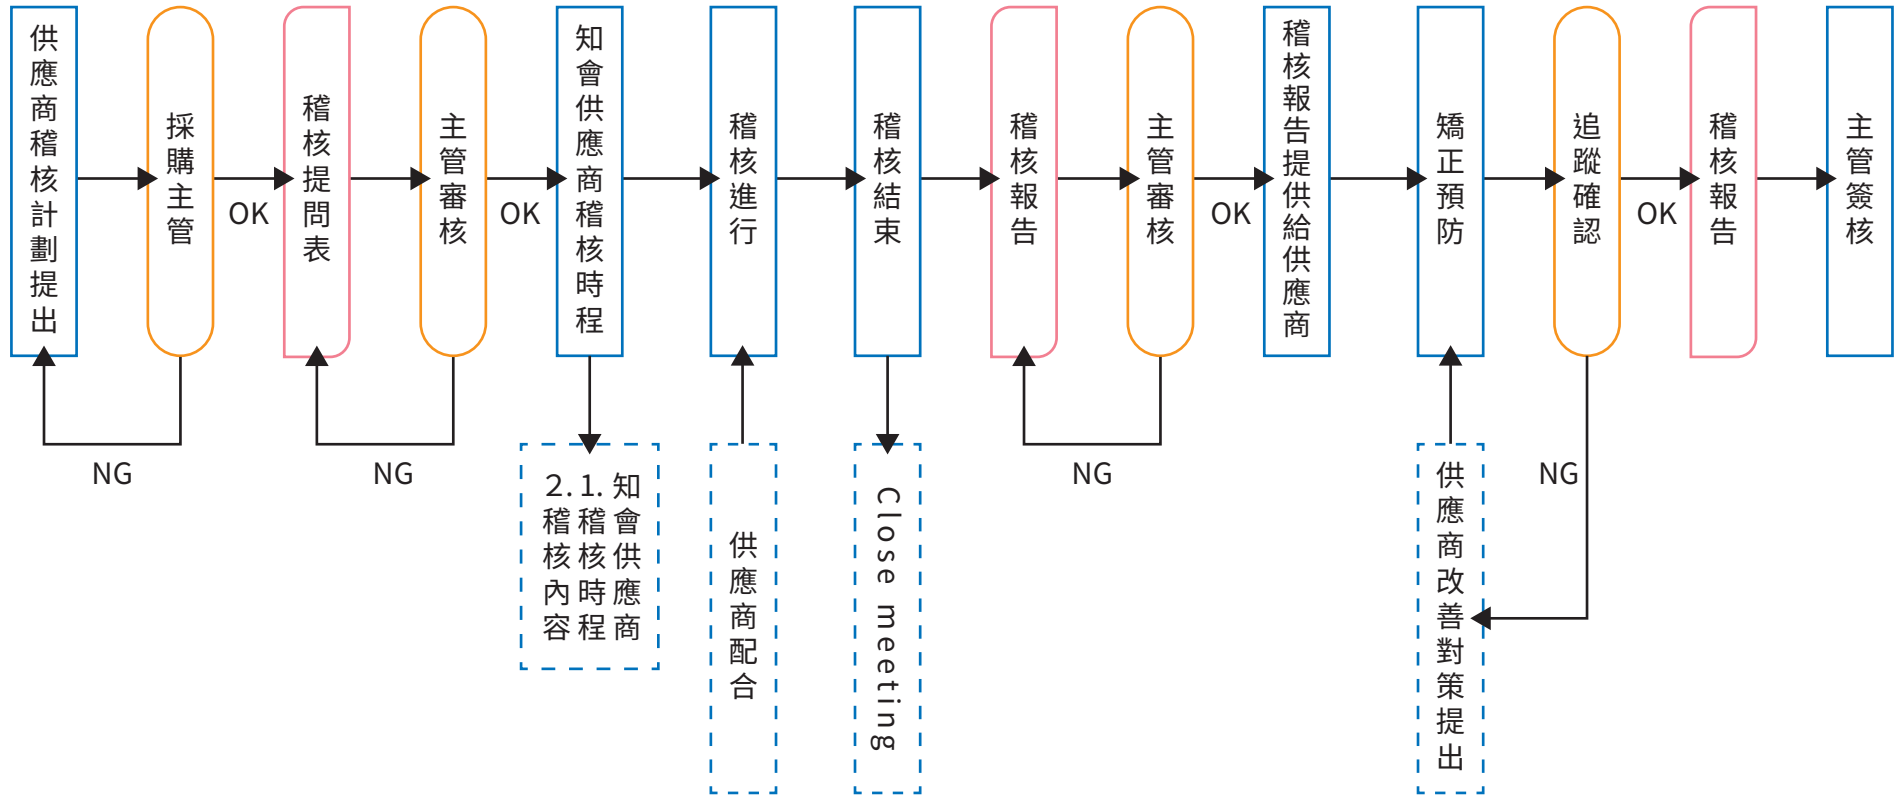 供應商稽核計劃提出
採購主管
OK
稽核提問表
主管審核
OK
知會供應商稽核時程
稽核進行
稽核結束
稽核報告
主管審核
OK
稽核報告提供給供應商
矯正預防
追蹤確認
OK
稽核報告
主管簽核
NG
NG
知會供應商
1.稽核時程
2.稽核內容
供應商配合
Close meeting
NG
供應商改善對策提出
NG